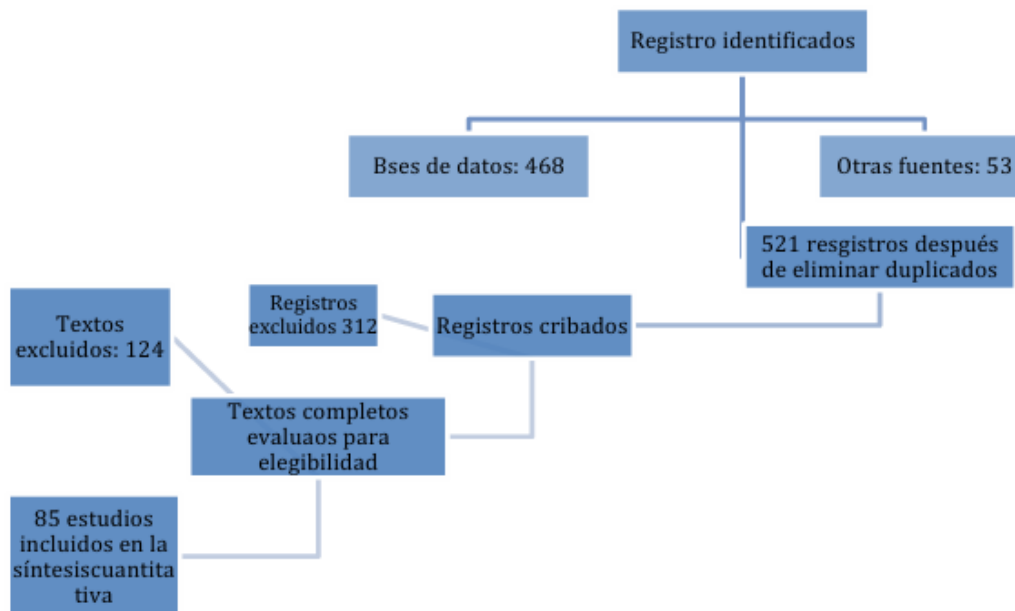 Registro identificados
Bses de datos: 468
Otras fuentes: 53
521 resgistros después
de eliminar duplicados
Registros cribados
Registros
excluidos 312
Textos completos
evaluaos para
elegibilidad
Textos
excluidos: 124
85 estudios
incluidos en la
síntesiscuantita
tiva